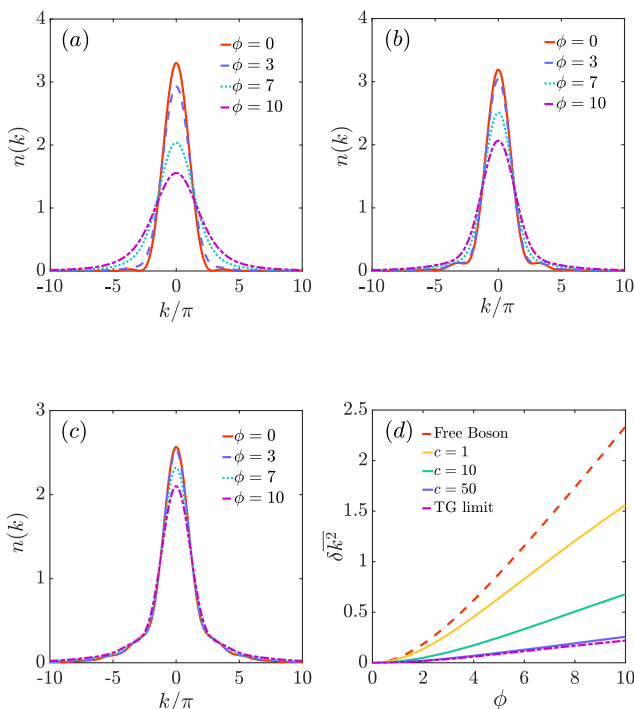 (a)
ϕ = 0
ϕ = 3
ϕ = 7
ϕ = 10
n(k)
4
3
2
1
0
-10 -5 0 5 10
k/π
(b)
ϕ = 0
ϕ = 3
ϕ = 7
ϕ = 10
n(k)
4
3
2
1
0
-10 -5 0 5 10
k/π
(c)
ϕ = 0
ϕ = 3
ϕ = 7
ϕ = 10
n(k)
3
2
1
0
-10 -5 0 5 10
k/π
(d)
Free Boson
c = 1
c = 10
c = 50
TG limit
δk̅²
2.5
2
1.5
1
0.5
0
0 2 4 6 8 10
ϕ